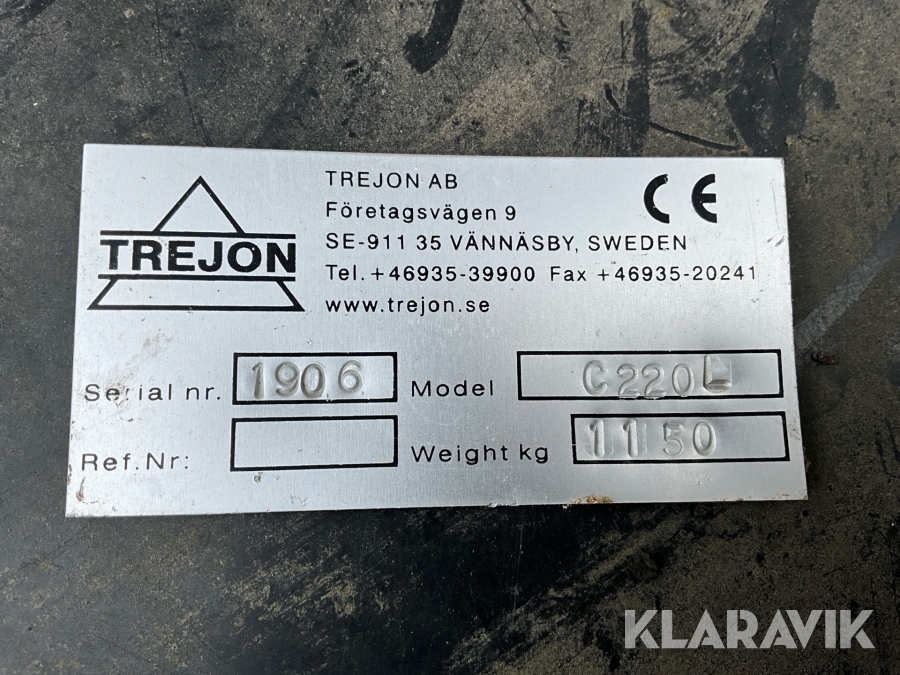 TREJON
TREJON AB
Företagsvägen 9
SE-911 35 VÄNNÄSBY, SWEDEN
Tel.+46935-39900 Fax +46935-20241
www.trejon.se
CE
Serial nr. 1906 Model C220L
Ref.Nr: Weight kg 1150
KLARAVIK